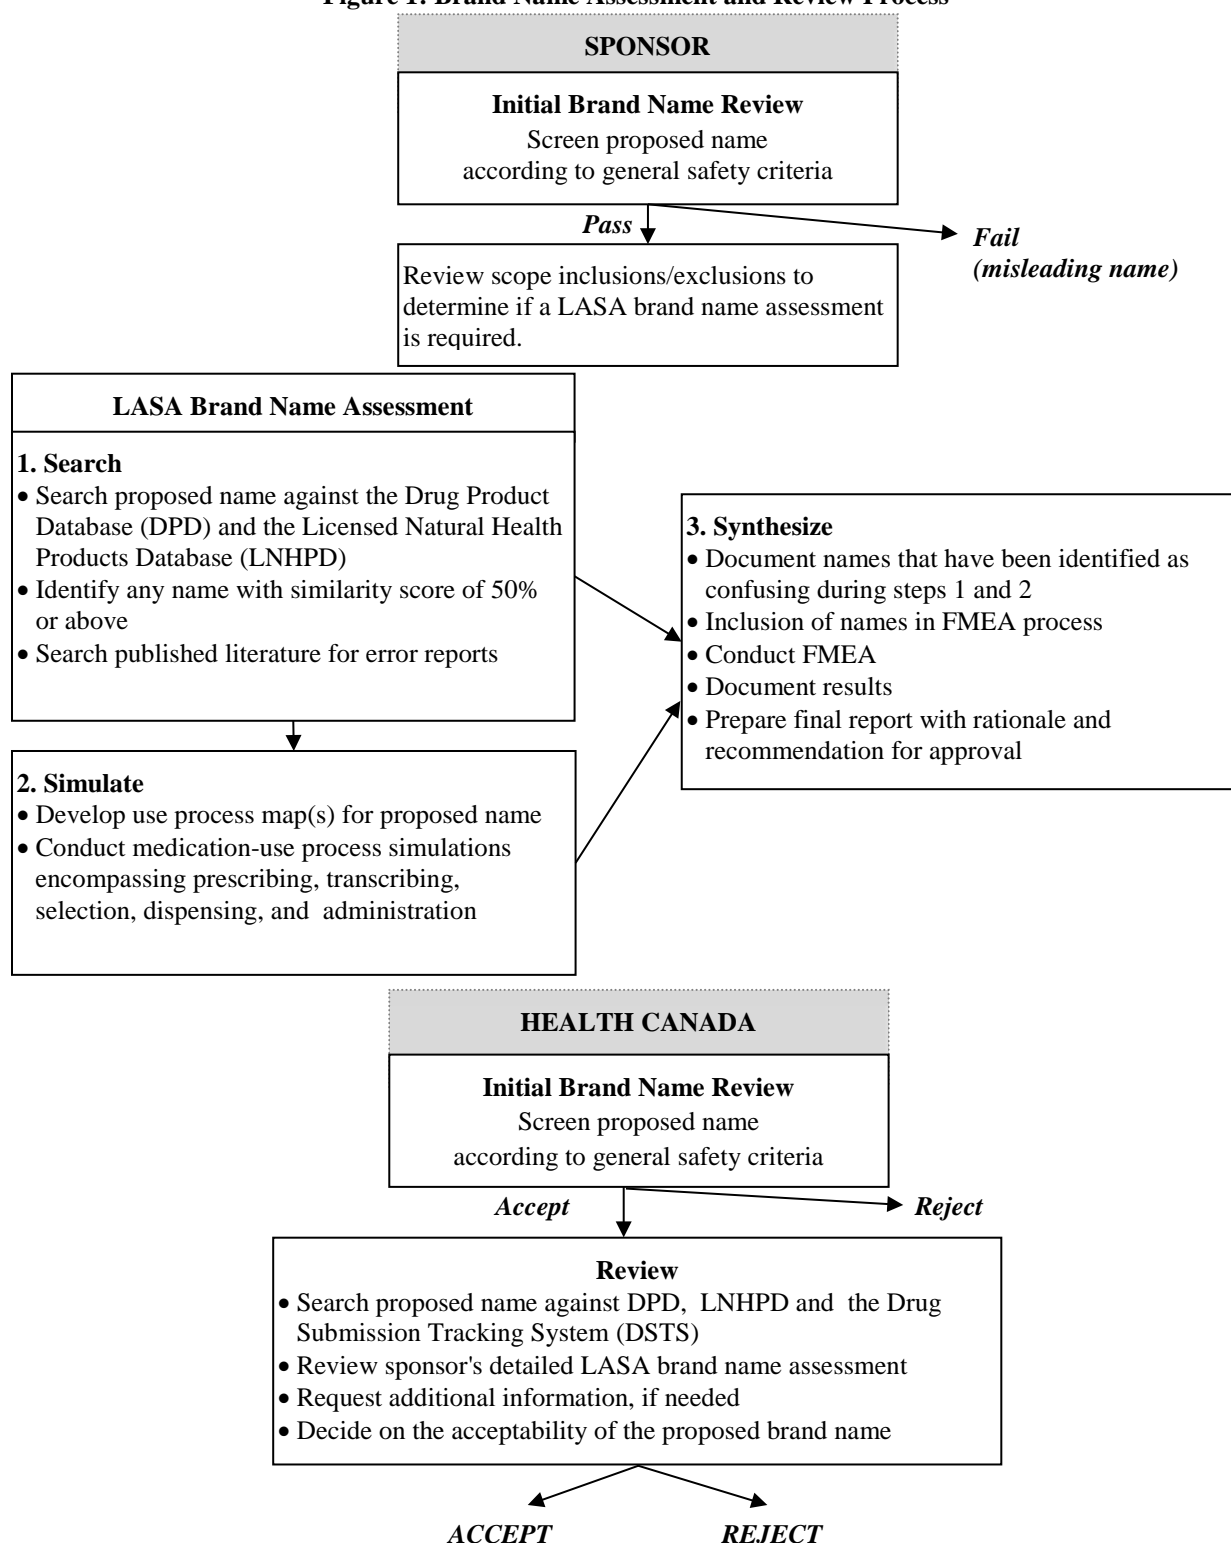 Figure 1: Brand Name Assessment and Review Process
SPONSOR
Initial Brand Name Review
Screen proposed name
according to general safety criteria
Pass
Fail
(misleading name)
Review scope inclusions/exclusions to
determine if a LASA brand name assessment
is required.
LASA Brand Name Assessment
1. Search
• Search proposed name against the Drug Product
Database (DPD) and the Licensed Natural Health
Products Database (LNHPD)
• Identify any name with similarity score of 50%
or above
• Search published literature for error reports
2. Simulate
• Develop use process map(s) for proposed name
• Conduct medication-use process simulations
encompassing prescribing, transcribing,
selection, dispensing, and administration
3. Synthesize
• Document names that have been identified as
confusing during steps 1 and 2
• Inclusion of names in FMEA process
• Conduct FMEA
• Document results
• Prepare final report with rationale and
recommendation for approval
HEALTH CANADA
Initial Brand Name Review
Screen proposed name
according to general safety criteria
Accept
Reject
Review
• Search proposed name against DPD, LNHPD and the Drug
Submission Tracking System (DSTS)
• Review sponsor's detailed LASA brand name assessment
• Request additional information, if needed
• Decide on the acceptability of the proposed brand name
ACCEPT
REJECT